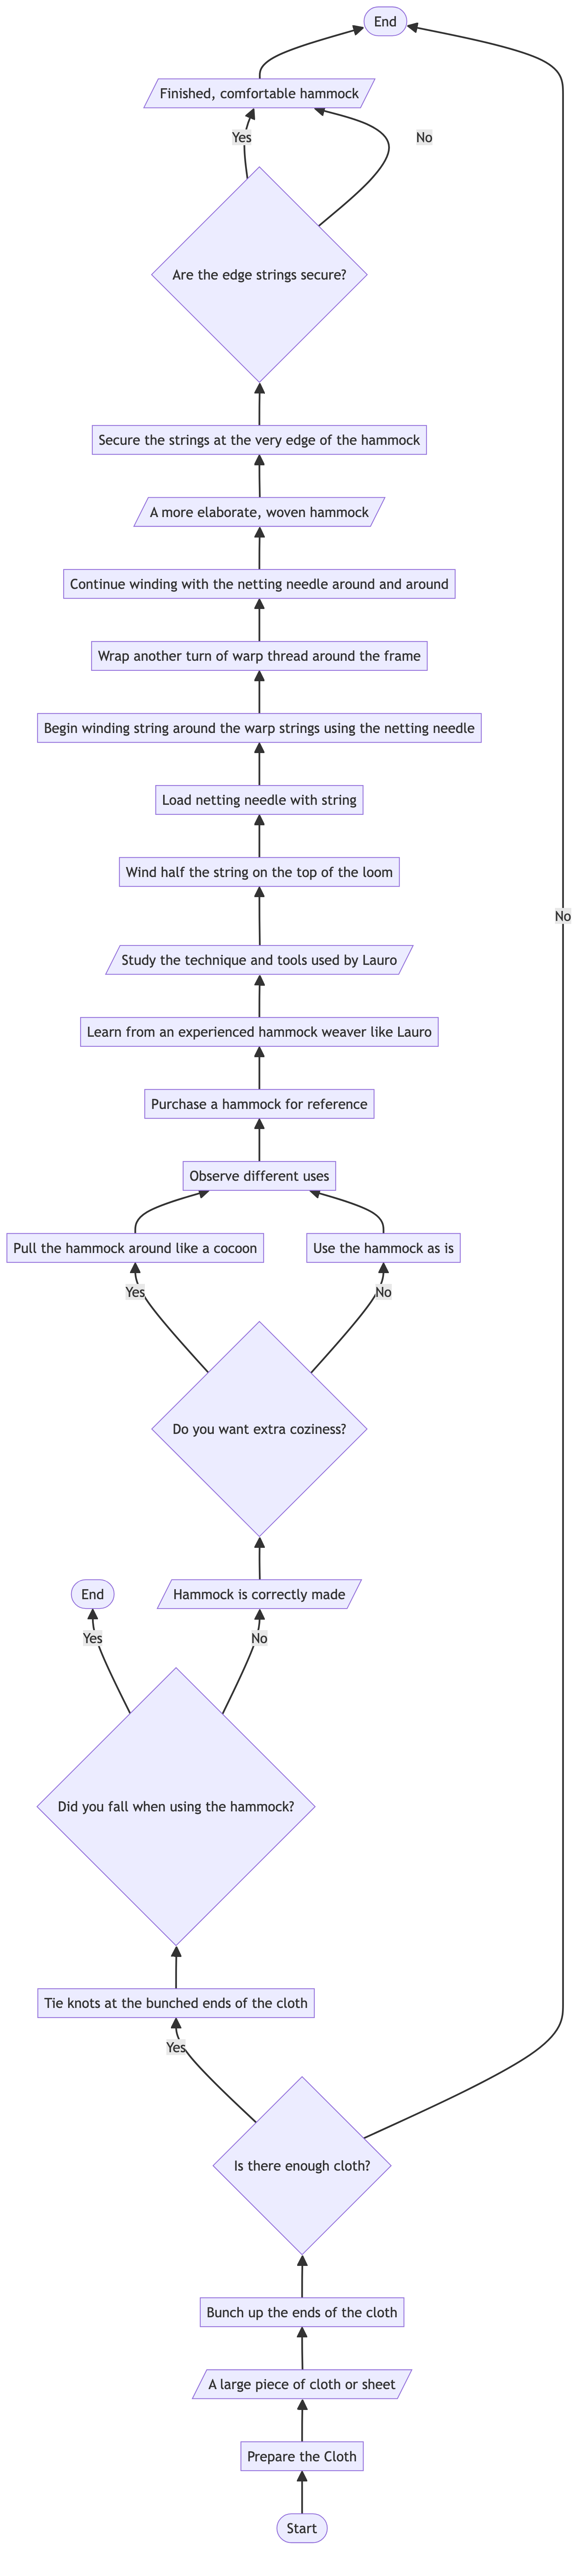 End
Finished, comfortable hammock
Yes
No
Are the edge strings secure?
Secure the strings at the very edge of the hammock
A more elaborate, woven hammock
Continue winding with the netting needle around and around
Wrap another turn of warp thread around the frame
Begin winding string around the warp strings using the netting needle
Load netting needle with string
Wind half the string on the top of the loom
No
Study the technique and tools used by Lauro
Learn from an experienced hammock weaver like Lauro
Purchase a hammock for reference
Observe different uses
Pull the hammock around like a cocoon
Use the hammock as is
Yes
No
Do you want extra coziness?
End
Hammock is correctly made
Yes
No
Did you fall when using the hammock?
Tie knots at the bunched ends of the cloth
Yes
Is there enough cloth?
Bunch up the ends of the cloth
A large piece of cloth or sheet
Prepare the Cloth
Start